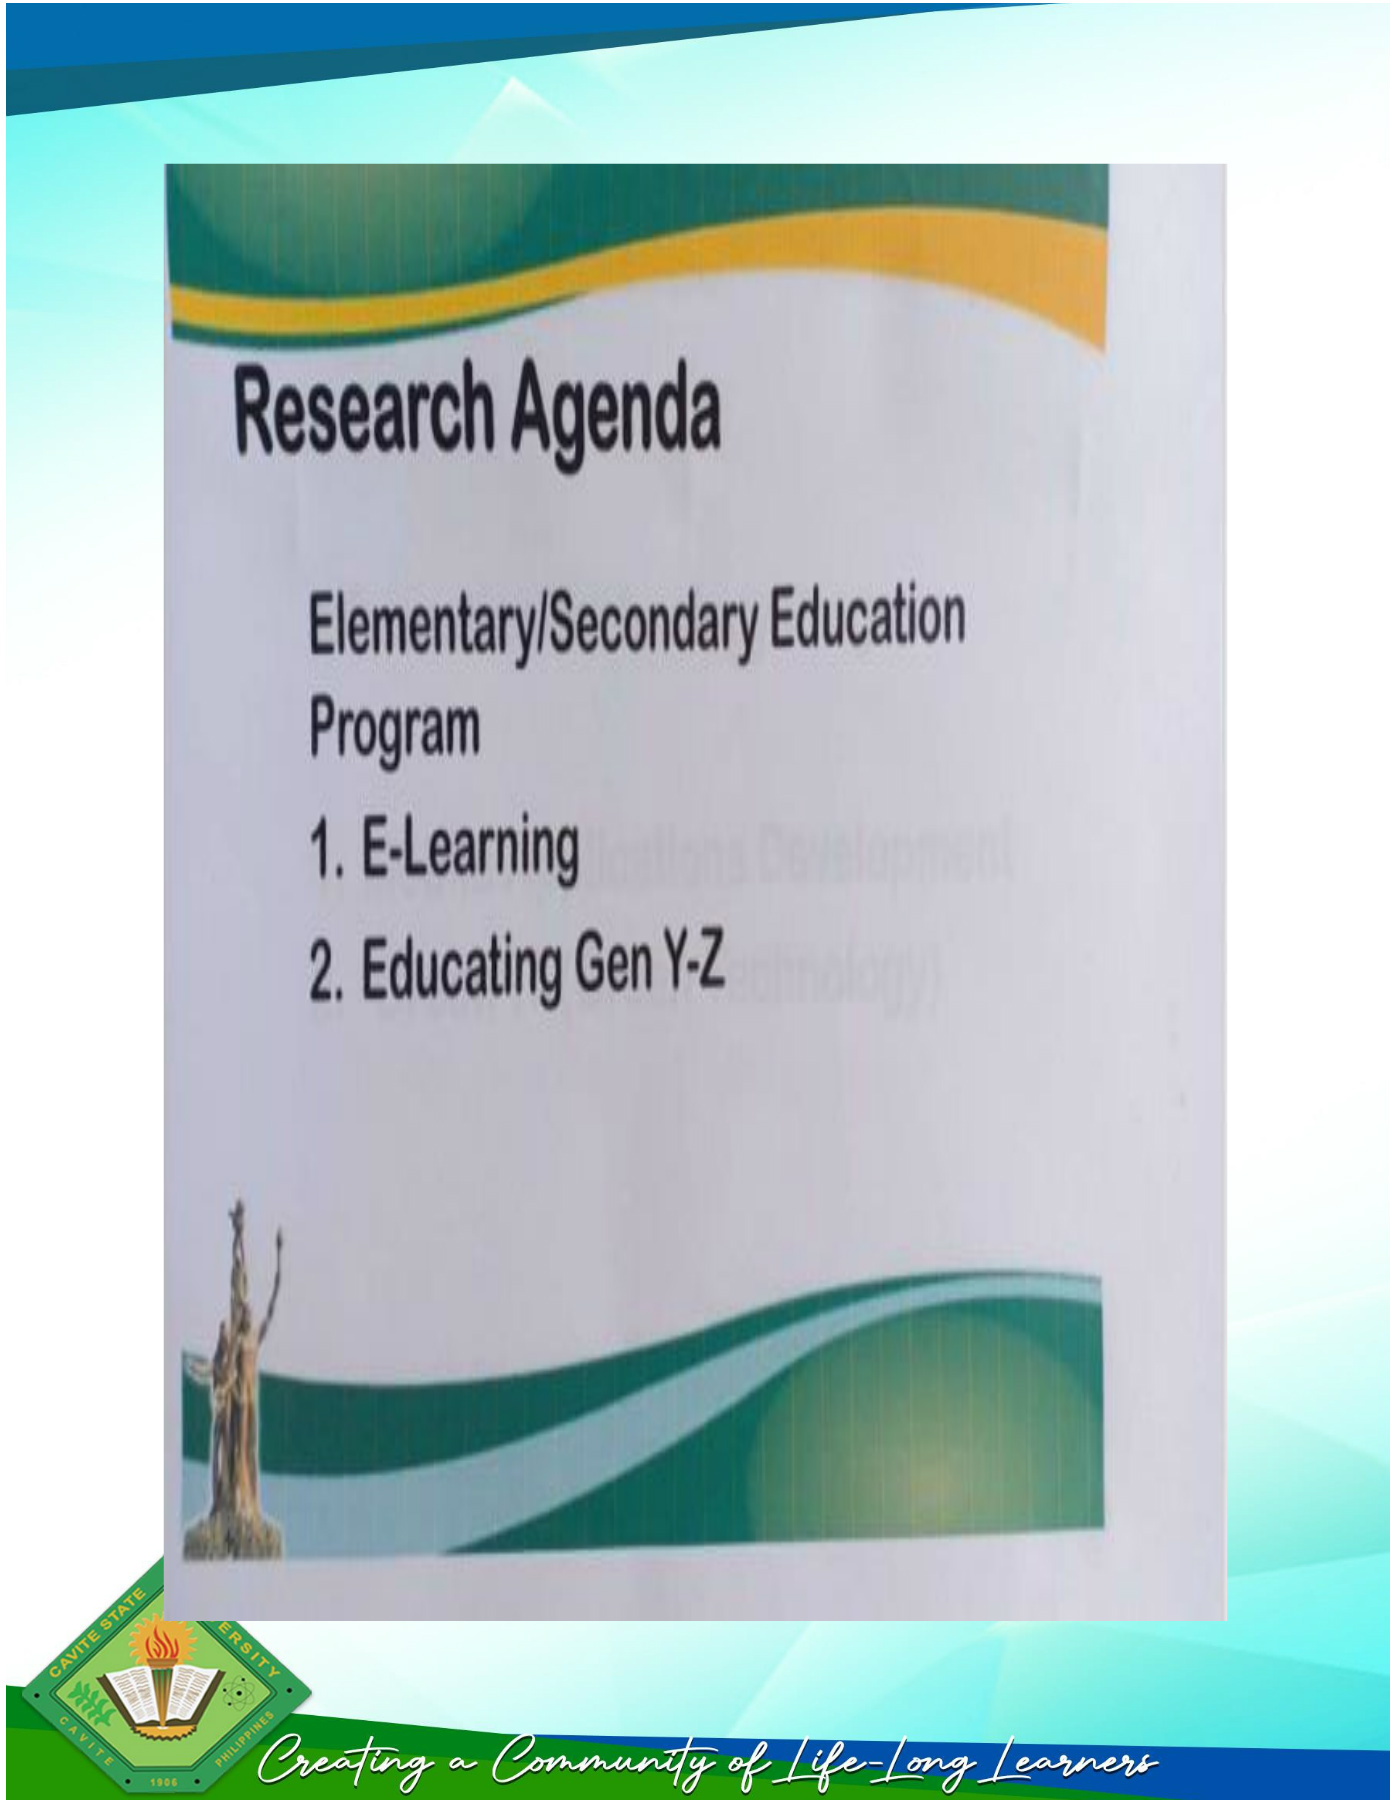 Research Agenda
Elementary/Secondary Education
Program
1. E-Learning
2. Educating Gen Y-Z
CAVITE STATE ERSITY
CAVITE PHILIPPINES
1906
Creating a Community of Life-Long Learners